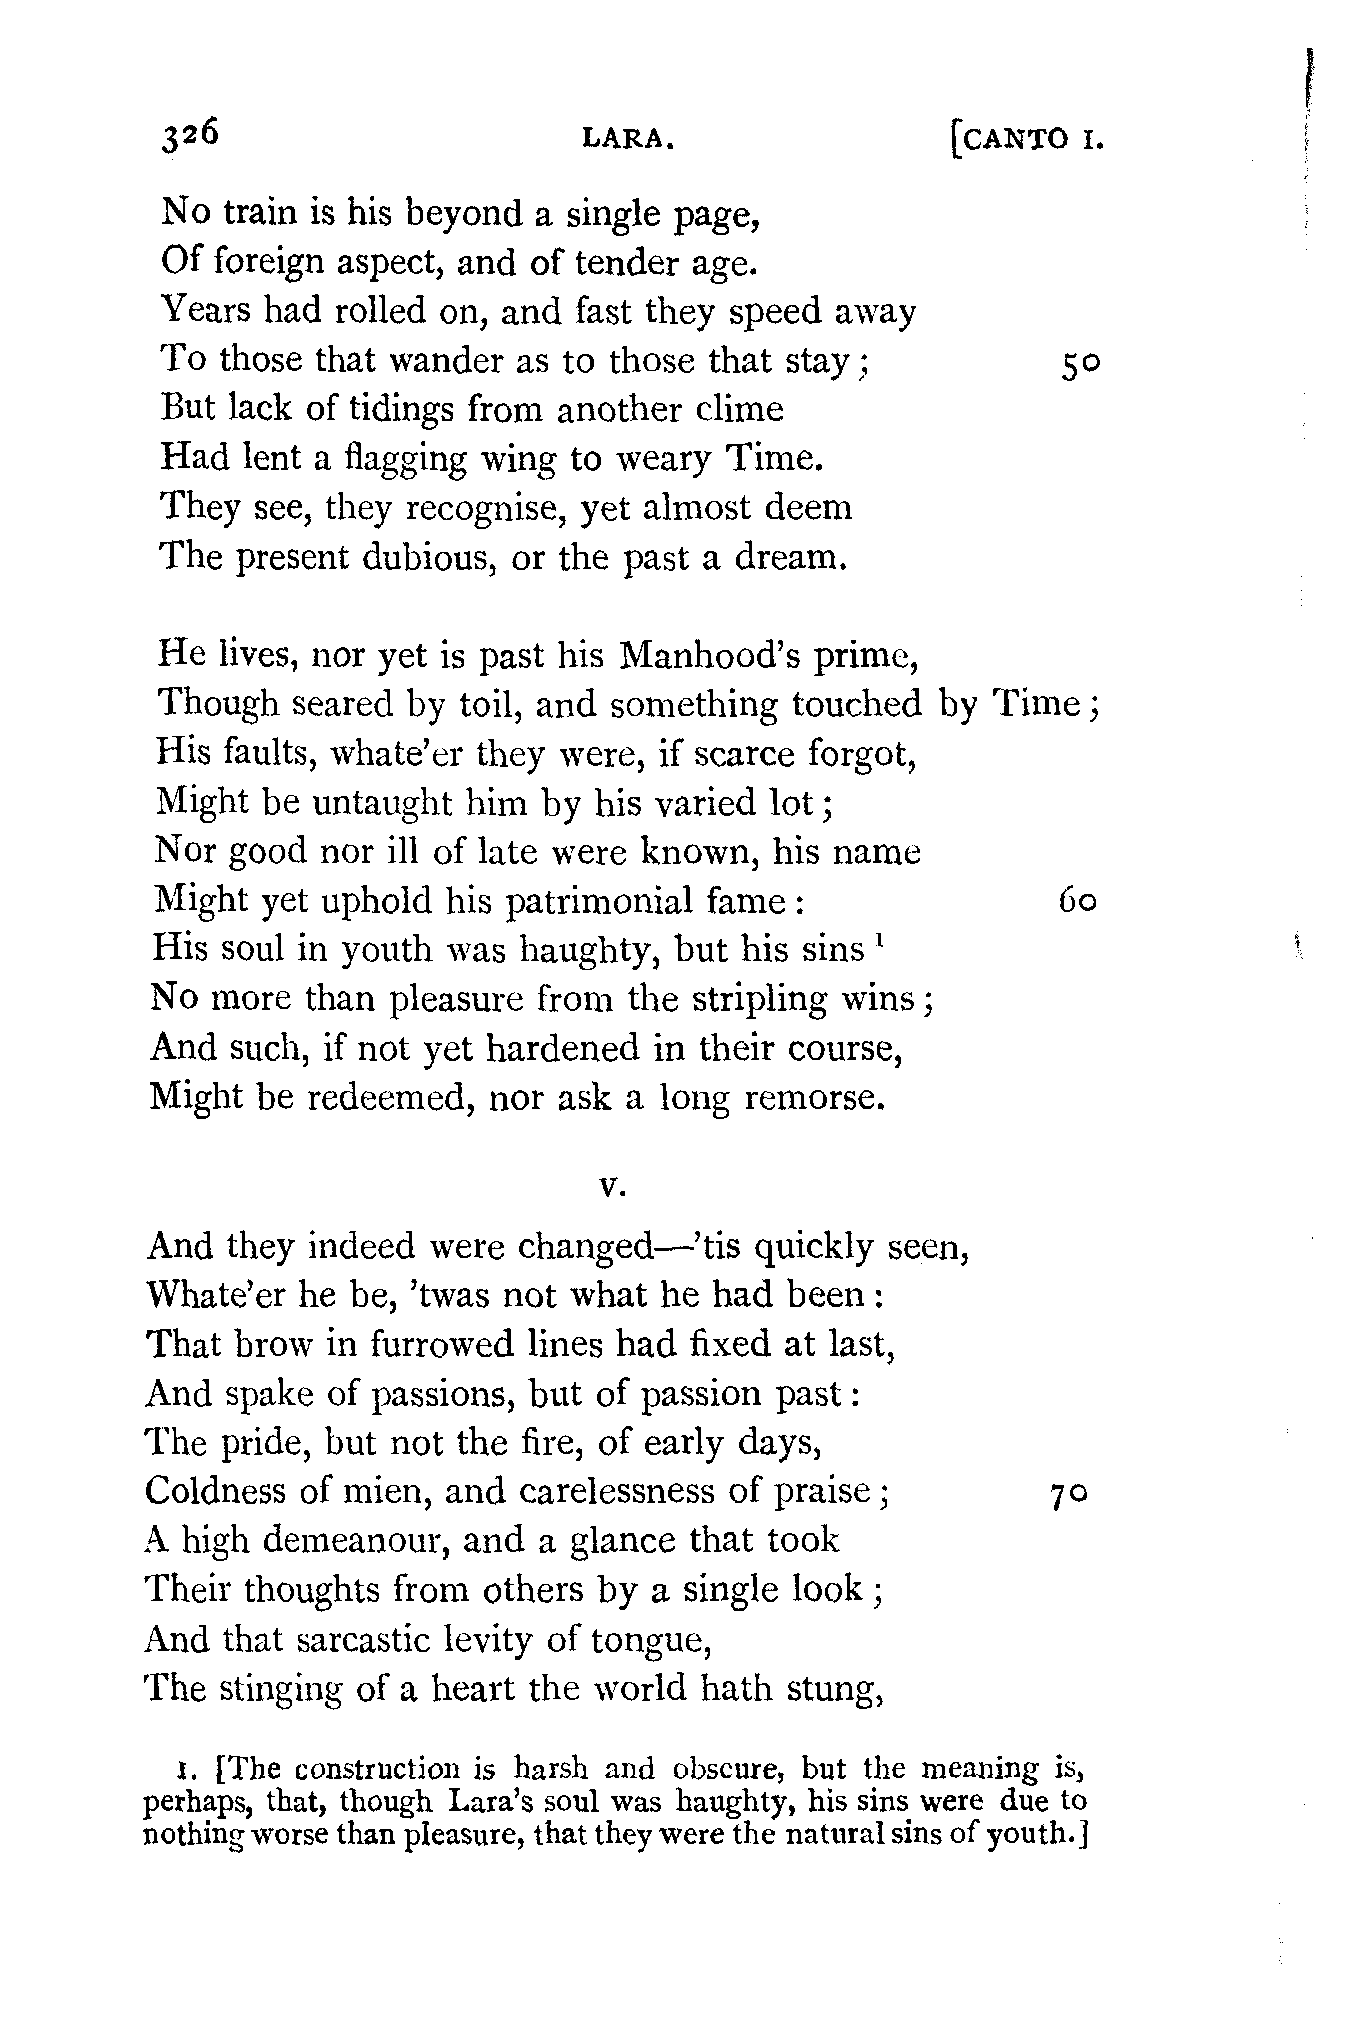 326 LARA. [CANTO I.
No train is his beyond a single page,
Of foreign aspect, and of tender age.
Years had rolled on, and fast they speed away
To those that wander as to those that stay; 50
But lack of tidings from another clime
Had lent a flagging wing to weary Time.
They see, they recognise, yet almost deem
The present dubious, or the past a dream.
He lives, nor yet is past his Manhood's prime,
Though seared by toil, and something touched by Time;
His faults, whate'er they were, if scarce forgot,
Might be untaught him by his varied lot;
Nor good nor ill of late were known, his name
Might yet uphold his patrimonial fame: 60
His soul in youth was haughty, but his sins ¹
No more than pleasure from the stripling wins;
And such, if not yet hardened in their course,
Might be redeemed, nor ask a long remorse.
V.
And they indeed were changed—'tis quickly seen,
Whate'er he be, 'twas not what he had been:
That brow in furrowed lines had fixed at last,
And spake of passions, but of passion past:
The pride, but not the fire, of early days,
Coldness of mien, and carelessness of praise; 70
A high demeanour, and a glance that took
Their thoughts from others by a single look;
And that sarcastic levity of tongue,
The stinging of a heart the world hath stung,
1. [The construction is harsh and obscure, but the meaning is,
perhaps, that, though Lara's soul was haughty, his sins were due to
nothing worse than pleasure, that they were the natural sins of youth.]